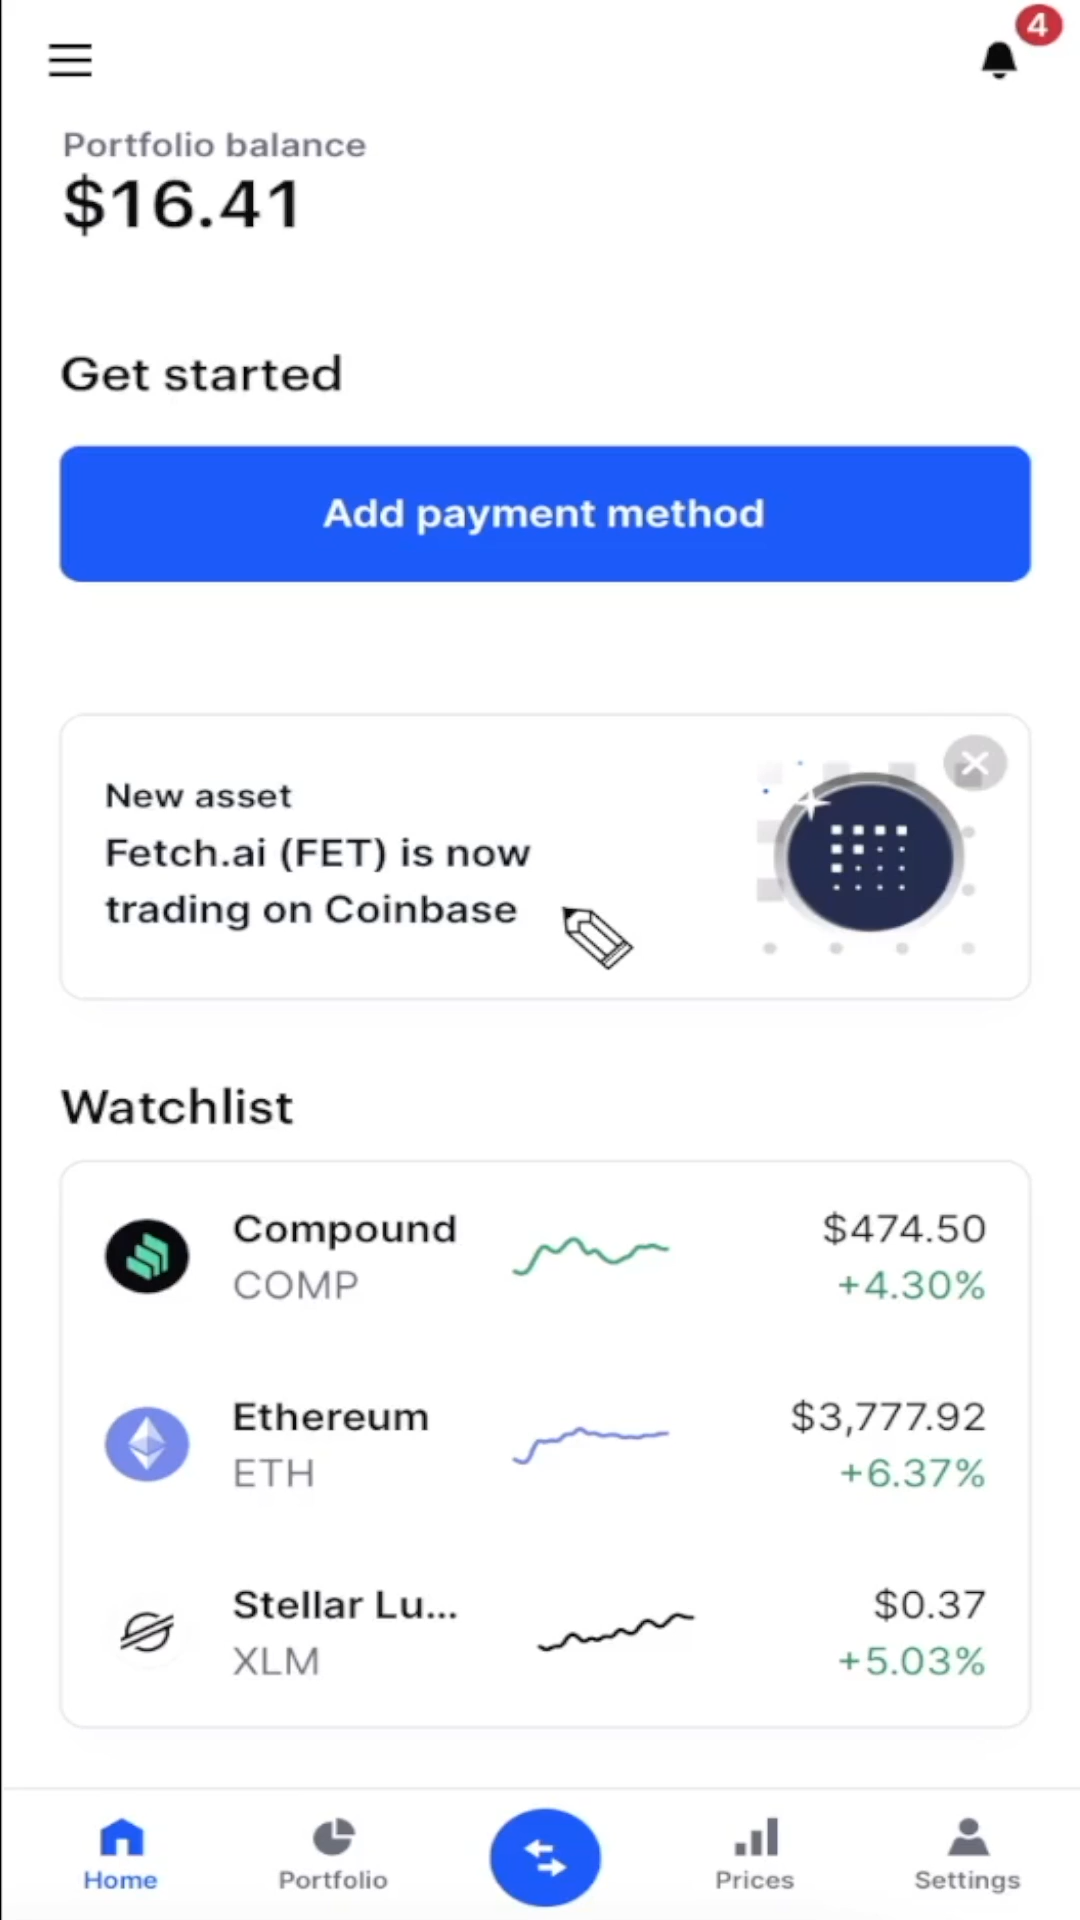 4
Portfolio balance
$16.41
Get started
Add payment method
New asset
Fetch.ai (FET) is now
trading on Coinbase
Watchlist
Compound
$474.50
COMP
+4.30%
Ethereum
$3,777.92
ETH
+6.37%
Stellar Lu...
$0.37
XLM
+5.03%
Home
Portfolio
Prices
Settings